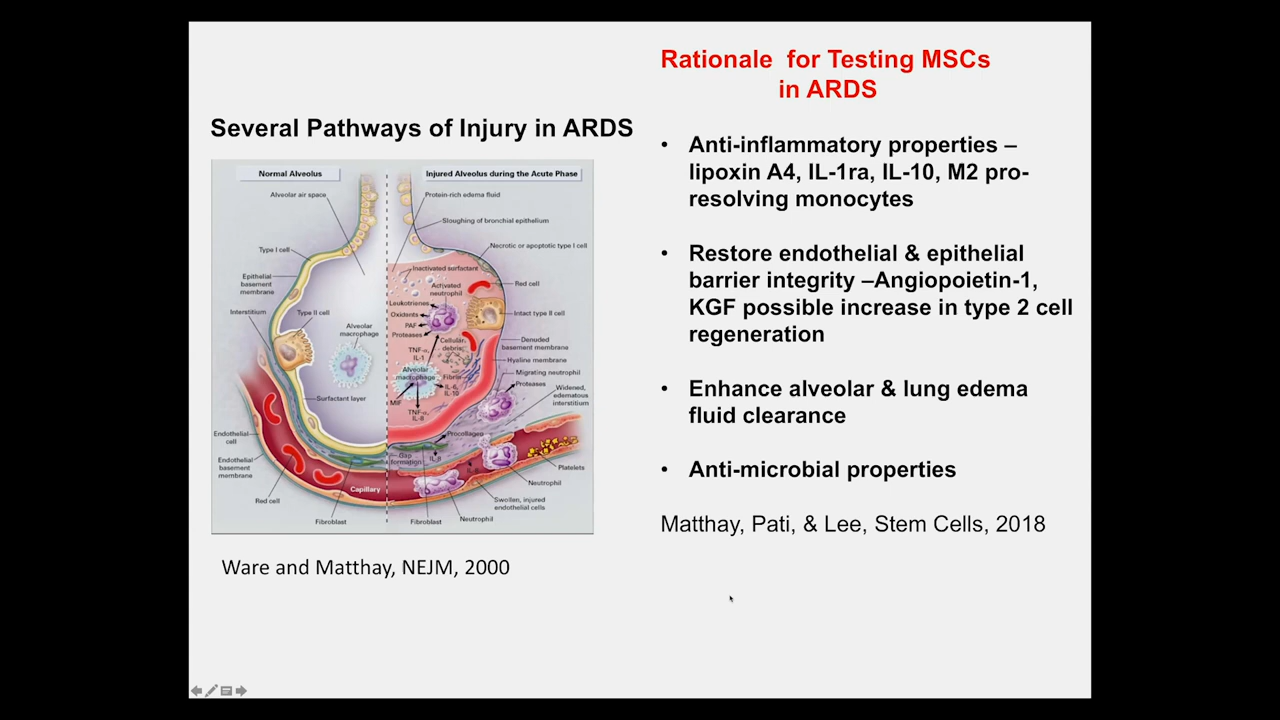 Rationale for Testing MSCs
in ARDS
Several Pathways of Injury in ARDS
Normal Alveolus
Injured Alveolus during the Acute Phase
Alveolar air space
Protein-rich edema fluid
Sloughing of bronchial epithelium
Type I cell
Necrotic or apoptotic type I cell
Inactivated surfactant
Epithelial
basement
membrane
Red cell
Activated
neutrophil
Leukotrienes
Oxidants
PAF
Proteases
Interstitium
Type II cell
Intact type II cell
Alveolar
macrophage
Cellular
debris
Denuded
basement membrane
TNF-α,
IL-1
Hyaline membrane
Alveolar
macrophage
Fibrin
Migrating neutrophil
Proteases
IL-6,
IL-10
Widened,
edematous
interstitium
Surfactant layer
MIF
TNF-α,
IL-8
Procollagen
Endothelial
cell
Gap
formation
IL-8
Endothelial
basement
membrane
Platelets
Neutrophil
Capillary
Red cell
Swollen, injured
endothelial cells
Fibroblast
Fibroblast
Neutrophil
Ware and Matthay, NEJM, 2000
• Anti-inflammatory properties –
lipoxin A4, IL-1ra, IL-10, M2 pro-
resolving monocytes
• Restore endothelial & epithelial
barrier integrity –Angiopoietin-1,
KGF possible increase in type 2 cell
regeneration
• Enhance alveolar & lung edema
fluid clearance
• Anti-microbial properties
Matthay, Pati, & Lee, Stem Cells, 2018